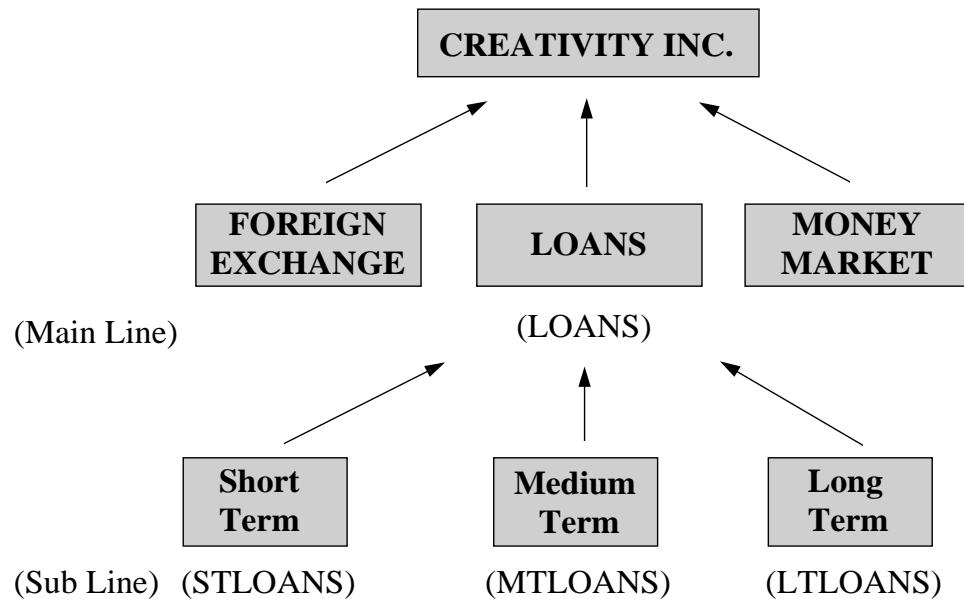 CREATIVITY INC.
FOREIGN
EXCHANGE
LOANS
MONEY
MARKET
(Main Line)
(LOANS)
Short
Term
Medium
Term
Long
Term
(Sub Line)
(STLOANS)
(MTLOANS)
(LTLOANS)